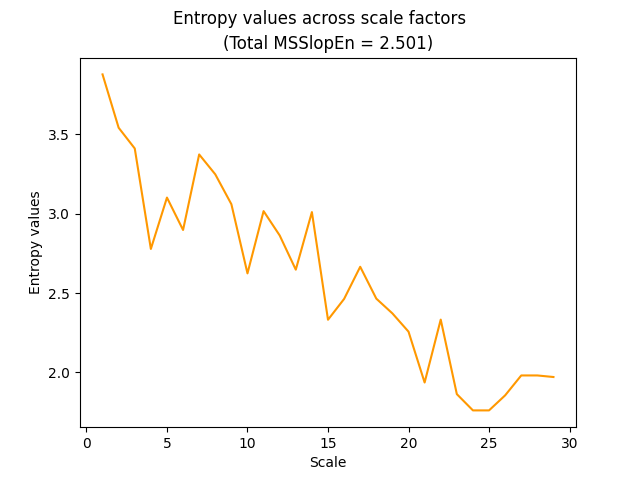 Entropy values across scale factors
(Total MSSlopEn = 2.501)
3.5
3.0
2.5
2.0
Entropy values
0 5 10 15 20 25 30
Scale